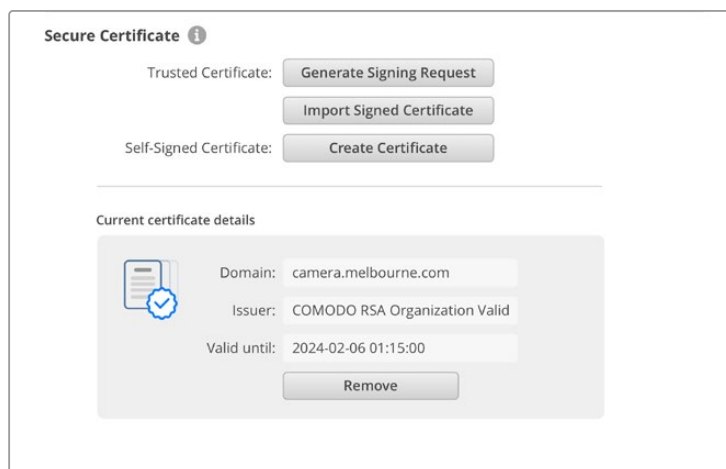 Secure Certificate
Trusted Certificate: Generate Signing Request
Import Signed Certificate
Self-Signed Certificate: Create Certificate
Current certificate details
Domain: camera.melbourne.com
Issuer: COMODO RSA Organization Valid
Valid until: 2024-02-06 01:15:00
Remove